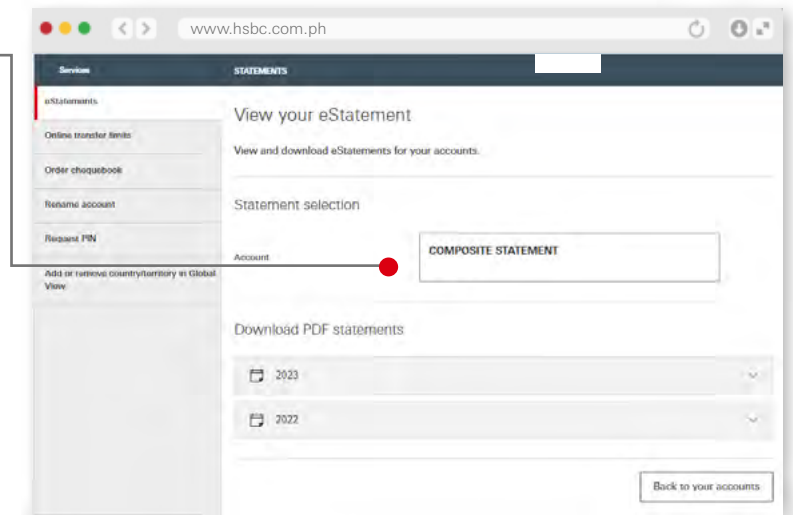 www.hsbc.com.ph
Services
STATEMENTS
eStatements
Online transfer limits
Order chequebook
Rename account
Request PIN
Add or remove country/territory in Global
View
View your eStatement
View and download eStatements for your accounts.
Statement selection
Account
COMPOSITE STATEMENT
Download PDF statements
2023
2022
Back to your accounts